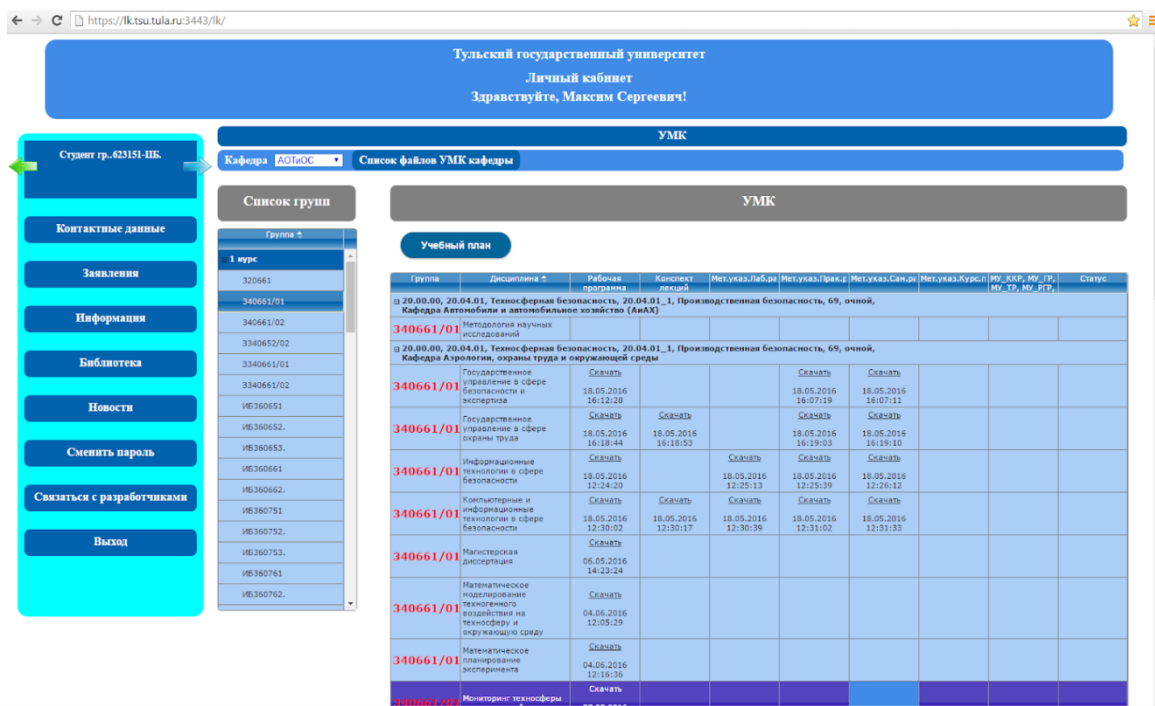 https://lk.tsu.tula.ru:3443/lk/
Тульский государственный университет
Личный кабинет
Здравствуйте, Максим Сергеевич!
УМК
Студент гр..623151-ПБ.
Кафедра АОТиОС Список файлов УМК кафедры
Список групп
УМК
Контактные данные
Заявления
Информация
Библиотека
Новости
Сменить пароль
Связаться с разработчиками
Выход
Группа
1 курс
320661
340661/01
340661/02
3340652/02
3340661/01
3340661/02
ИБ360651
ИБ360652.
ИБ360653.
ИБ360661
ИБ360662.
ИБ360751
ИБ360752.
ИБ360753.
ИБ360761
ИБ360762.
Учебный план
Группа Дисциплина Рабочая программа Конспект лекций Мет.указ.Лаб.ра Мет.указ.Прак.р Мет.указ.Сам.ра Мет.указ.Курс.п МУ_ККР, МУ_ГР, МУ_ТР, МУ_РГР, Статус
20.00.00, 20.04.01, Техносферная безопасность, 20.04.01_1, Производственная безопасность, 69, очной,
Кафедра Автомобили и автомобильное хозяйство (АиАХ)
340661/01 Методология научных исследований
20.00.00, 20.04.01, Техносферная безопасность, 20.04.01_1, Производственная безопасность, 69, очной,
Кафедра Аэрологии, охраны труда и окружающей среды
340661/01 Государственное управление в сфере безопасности и экспертиза
Скачать Скачать Скачать
18.05.2016 18.05.2016 18.05.2016
16:12:28 16:07:19 16:07:11
340661/01 Государственное управление в сфере охраны труда
Скачать Скачать Скачать Скачать
18.05.2016 18.05.2016 18.05.2016 18.05.2016
16:18:44 16:18:53 16:19:03 16:19:10
340661/01 Информационные технологии в сфере безопасности
Скачать Скачать Скачать Скачать
18.05.2016 18.05.2016 18.05.2016 18.05.2016
12:24:20 12:25:13 12:25:39 12:26:12
340661/01 Компьютерные и информационные технологии в сфере безопасности
Скачать Скачать Скачать Скачать Скачать
18.05.2016 18.05.2016 18.05.2016 18.05.2016 18.05.2016
12:30:02 12:30:17 12:30:39 12:31:02 12:31:33
340661/01 Магистерская диссертация
Скачать
06.05.2016
14:23:24
340661/01 Математическое моделирование техногенного воздействия на техносферу и окружающую среду
Скачать
04.06.2016
12:05:29
340661/01 Математическое планирование эксперимента
Скачать
04.06.2016
12:16:36
Скачать
340661/01 Мониторинг техносферы